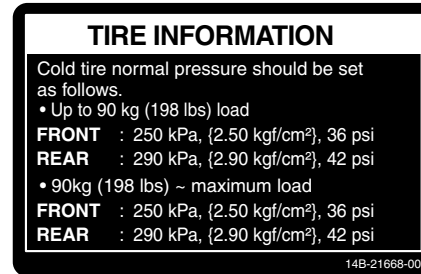 TIRE INFORMATION
Cold tire normal pressure should be set
as follows.
• Up to 90 kg (198 lbs) load
FRONT : 250 kPa, {2.50 kgf/cm²}, 36 psi
REAR : 290 kPa, {2.90 kgf/cm²}, 42 psi
• 90kg (198 lbs) ~ maximum load
FRONT : 250 kPa, {2.50 kgf/cm²}, 36 psi
REAR : 290 kPa, {2.90 kgf/cm²}, 42 psi
14B-21668-00